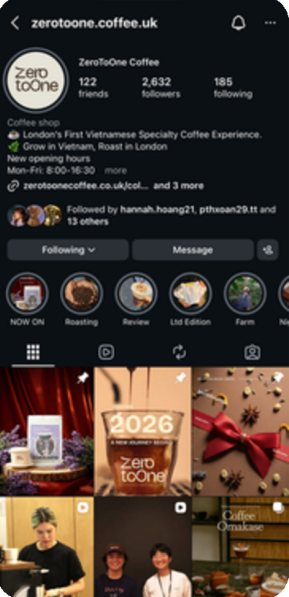 zerotoone.coffee.uk
zero
toOne
ZeroToOne Coffee
122 2,632 185
friends followers following
Coffee shop
☕ London's First Vietnamese Specialty Coffee Experience.
🌿 Grow in Vietnam, Roast in London
New opening hours
Mon-Fri: 8:00-16:30 more
zerotoonecoffee.co.uk/col... and 3 more
Followed by hannah.hoang21, pthxoan29.tt and
13 others
Following Message
NOW ON Roasting Review Ltd Edition Farm
2026
A NEW JOURNEY BEGINS
zero
toOne
Coffee
Omakase